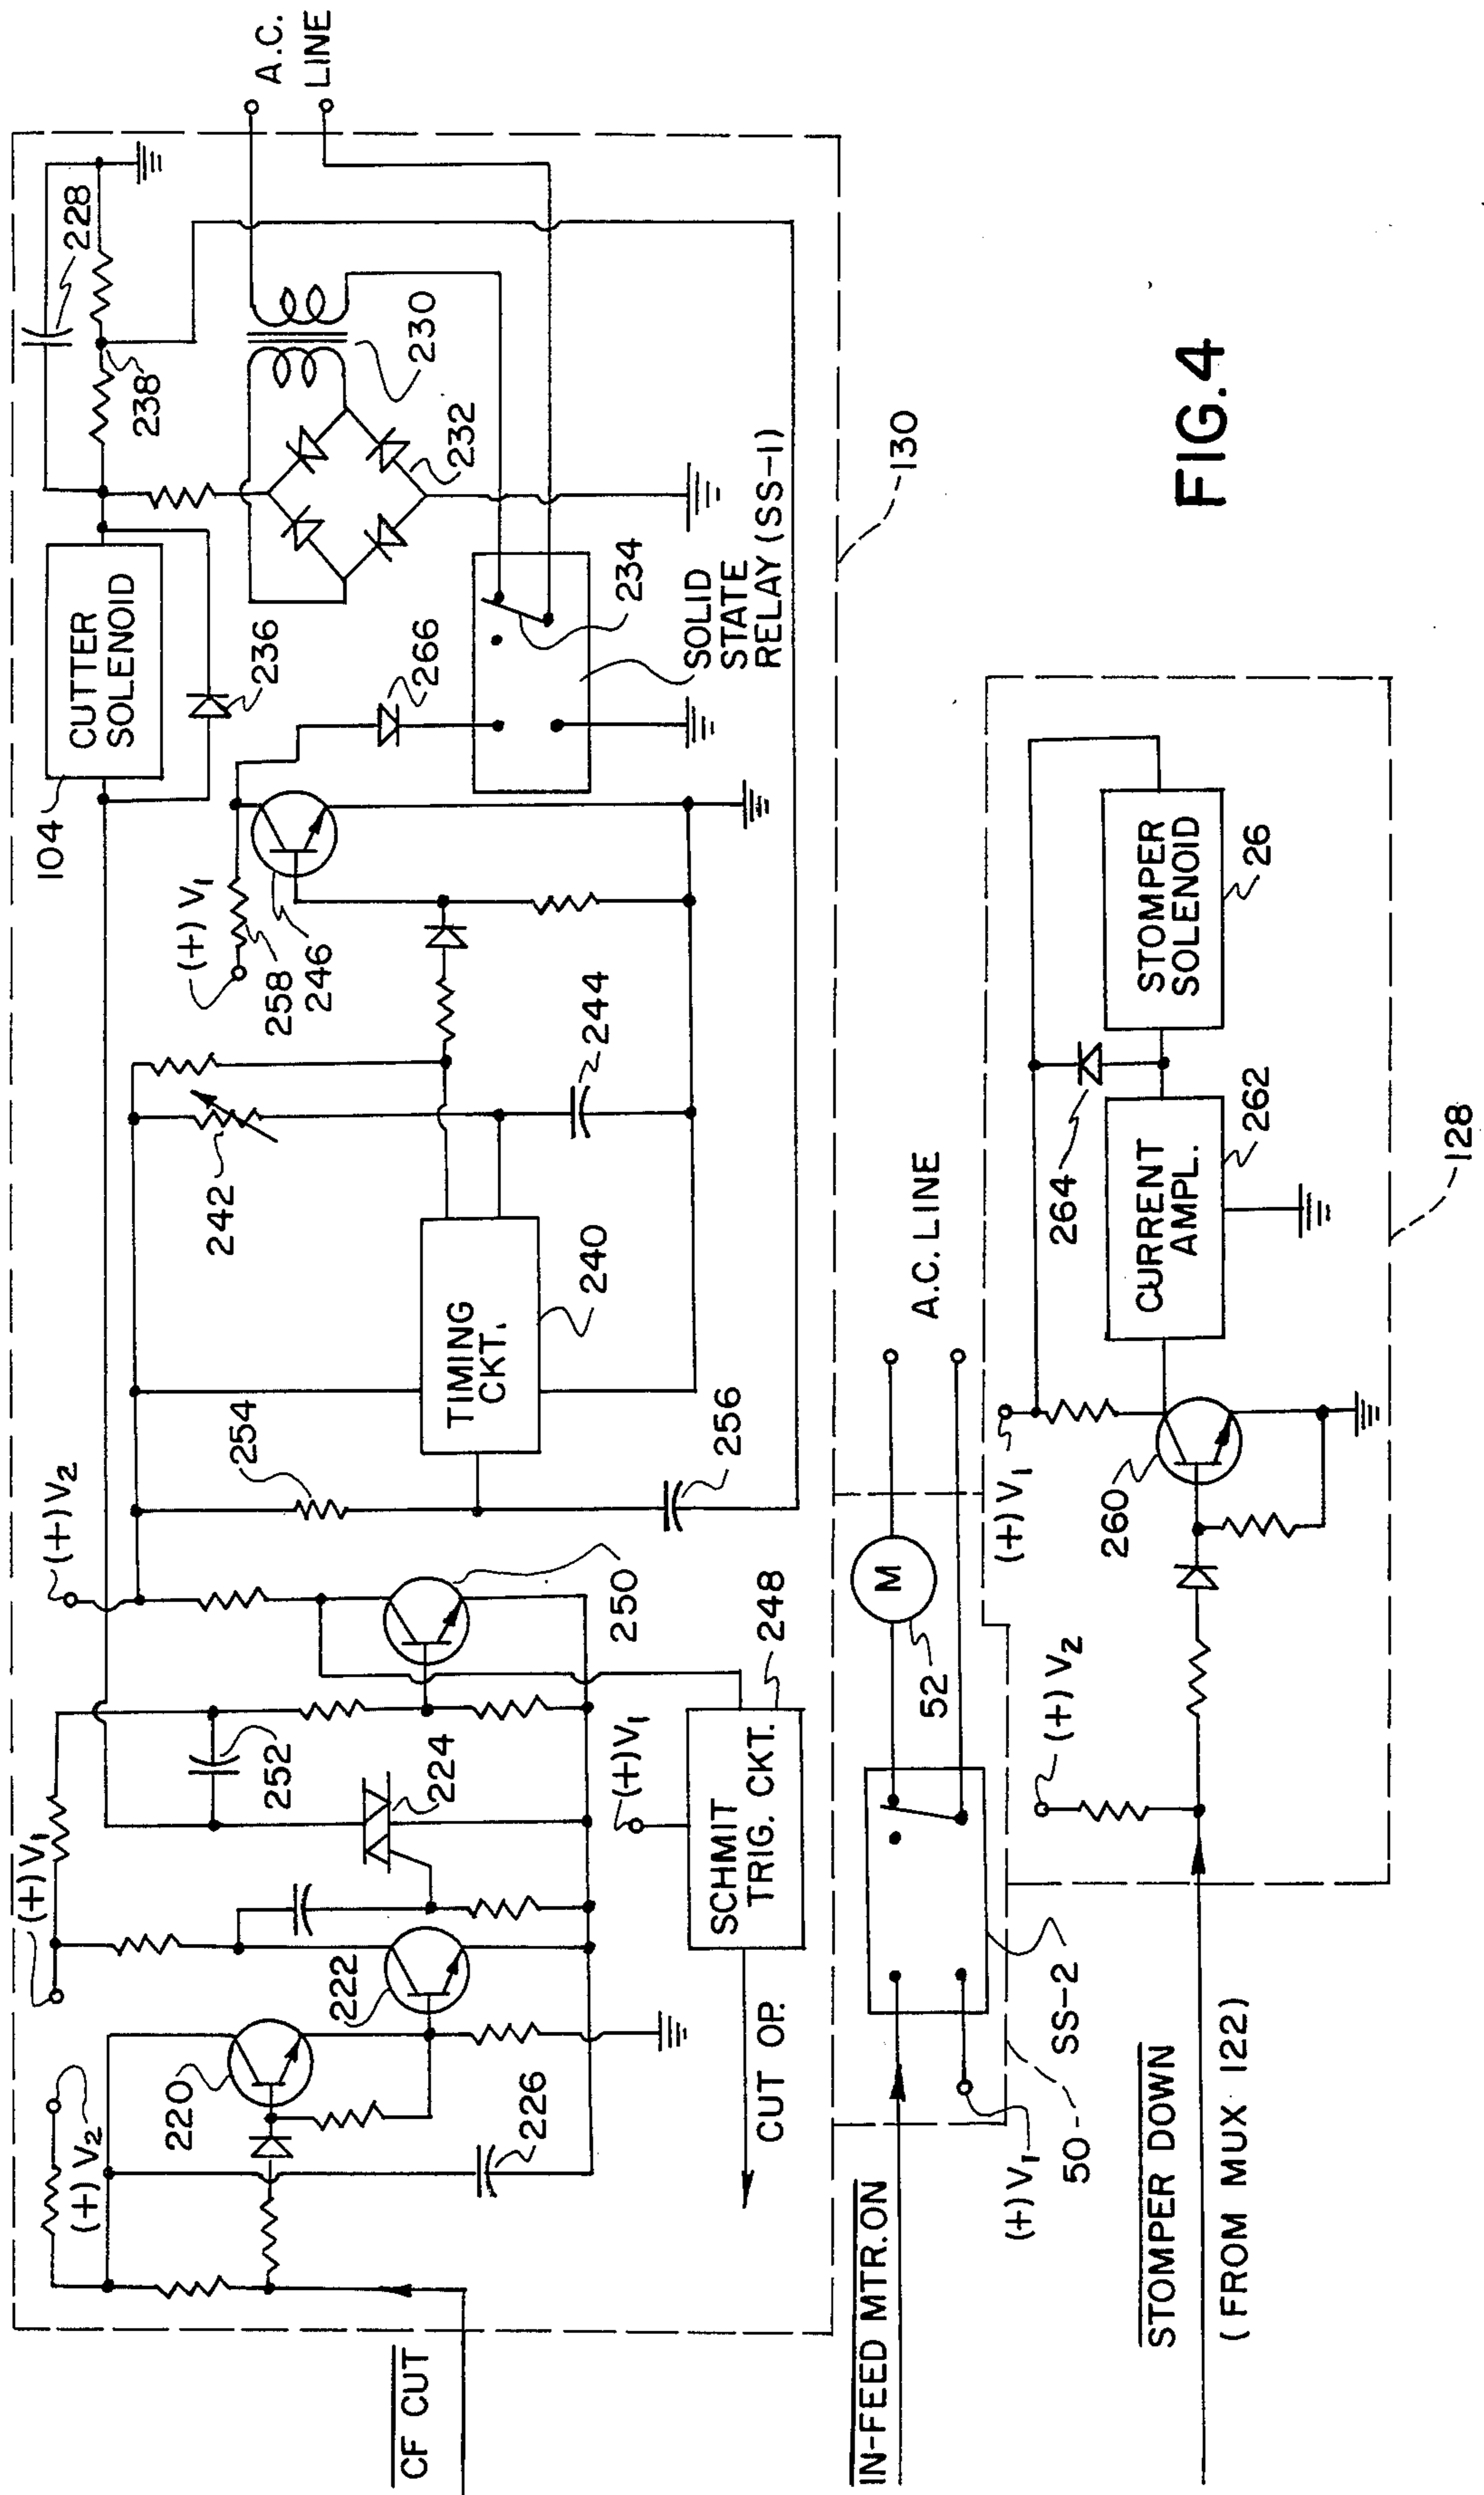 A.C.
LINE
228
238
230
232
CUTTER
SOLENOID
104
236
266
234
SOLID
STATE
RELAY (SS-1)
130
(+) V1
258
246
244
242
TIMING
CKT.
240
254
256
(+) V2
250
(+) V1
252
224
SCHMIT
TRIG. CKT.
248
(+) V1
222
220
(+) V2
226
CUT OP.
CF CUT
IN-FEED MTR. ON
(+) V1
50
SS-2
52
M
A.C. LINE
STOMPER DOWN
(FROM MUX 122)
(+) V2
260
(+) V1
CURRENT
AMPL.
262
264
STOMPER
SOLENOID
26
128
FIG. 4